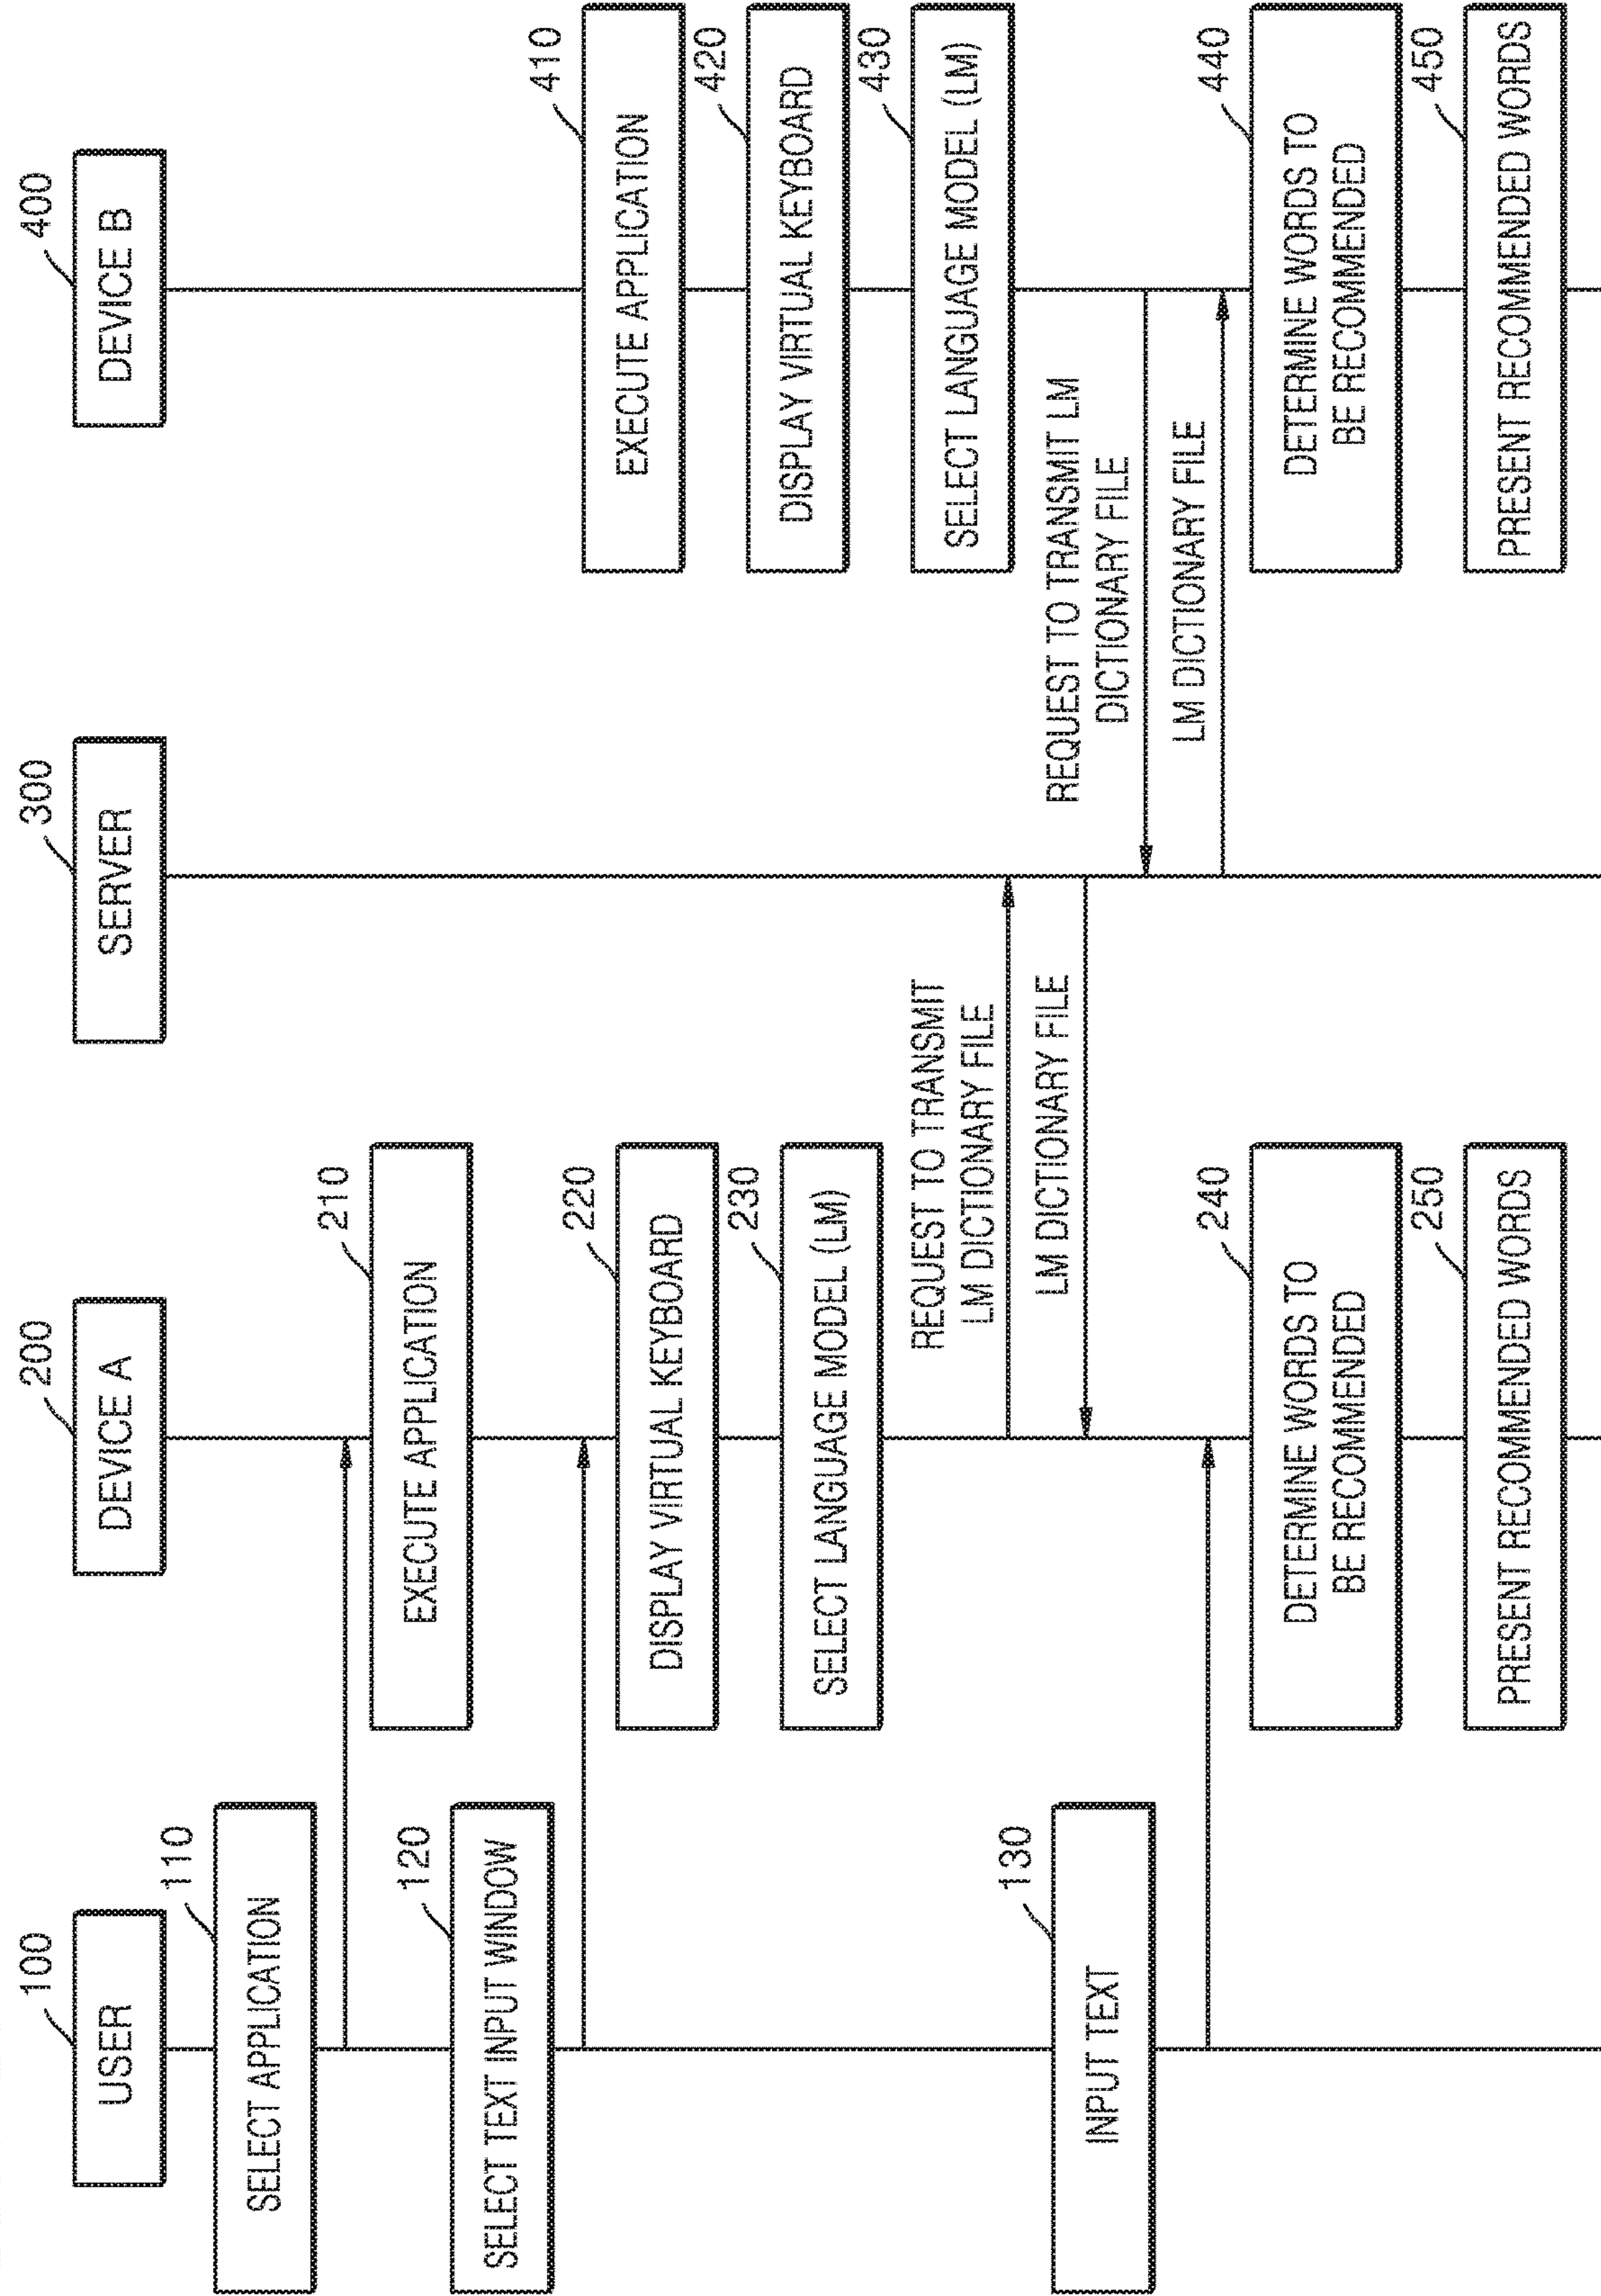 100
USER
200
DEVICE A
300
SERVER
400
DEVICE B
110
SELECT APPLICATION
210
EXECUTE APPLICATION
120
SELECT TEXT INPUT WINDOW
220
DISPLAY VIRTUAL KEYBOARD
410
EXECUTE APPLICATION
230
SELECT LANGUAGE MODEL (LM)
420
DISPLAY VIRTUAL KEYBOARD
430
SELECT LANGUAGE MODEL (LM)
REQUEST TO TRANSMIT
LM DICTIONARY FILE
LM DICTIONARY FILE
REQUEST TO TRANSMIT LM
DICTIONARY FILE
LM DICTIONARY FILE
130
INPUT TEXT
240
DETERMINE WORDS TO
BE RECOMMENDED
440
DETERMINE WORDS TO
BE RECOMMENDED
250
PRESENT RECOMMENDED WORDS
450
PRESENT RECOMMENDED WORDS